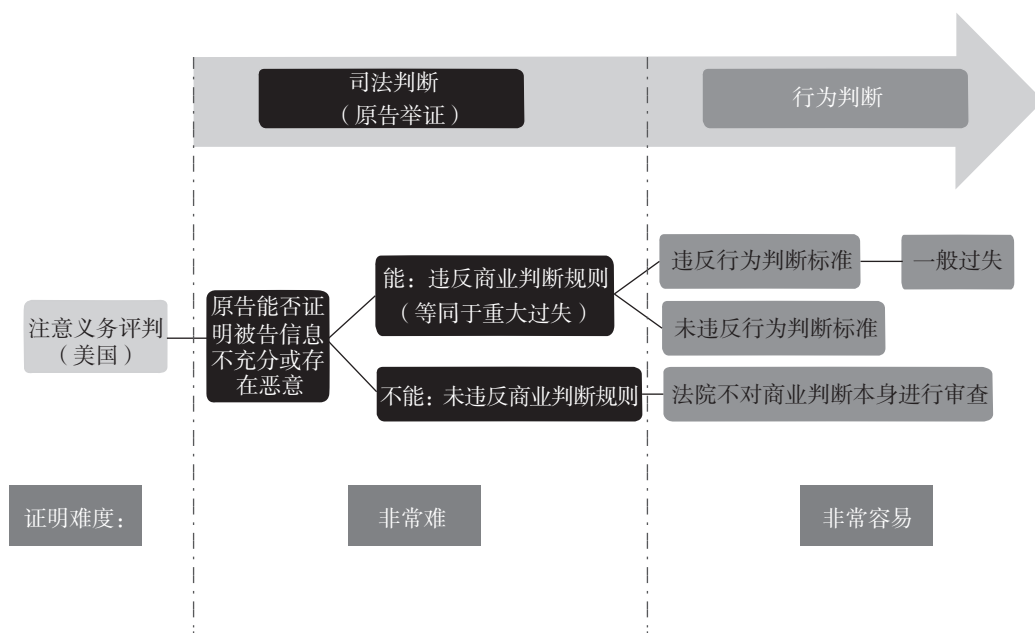 司法判断
（原告举证）
行为判断
注意义务评判
（美国）
原告能否证
明被告信息
不充分或存
在恶意
能：违反商业判断规则
（等同于重大过失）
不能：未违反商业判断规则
违反行为判断标准
一般过失
未违反行为判断标准
法院不对商业判断本身进行审查
证明难度：
非常难
非常容易